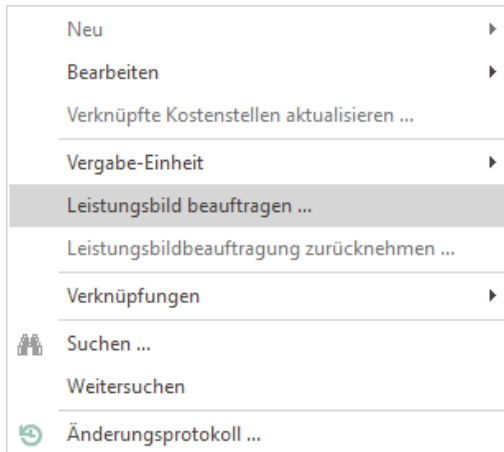 Neu
Bearbeiten
Verknüpfte Kostenstellen aktualisieren ...
Vergabe-Einheit
Leistungsbild beauftragen ...
Leistungsbildbeauftragung zurücknehmen ...
Verknüpfungen
Suchen ...
Weitersuchen
Änderungsprotokoll ...